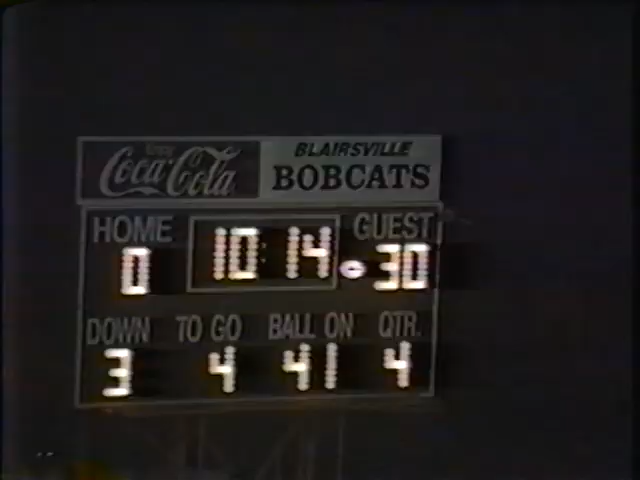 Enjoy
Coca-Cola
BLAIRSVILLE
BOBCATS
HOME 10:14 GUEST
0 30
DOWN TO GO BALL ON QTR.
3 4 41 4